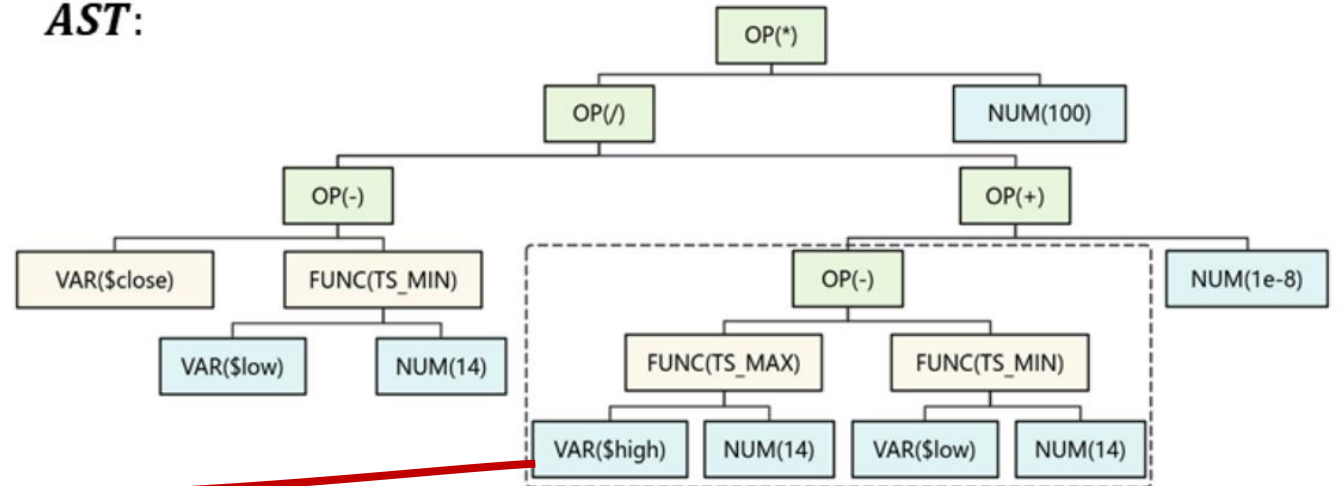 AST:
OP(*)
OP(/) NUM(100)
OP(-) OP(+)
VAR($close) FUNC(TS_MIN) OP(-) NUM(1e-8)
VAR($low) NUM(14) FUNC(TS_MAX) FUNC(TS_MIN)
VAR($high) NUM(14) VAR($low) NUM(14)